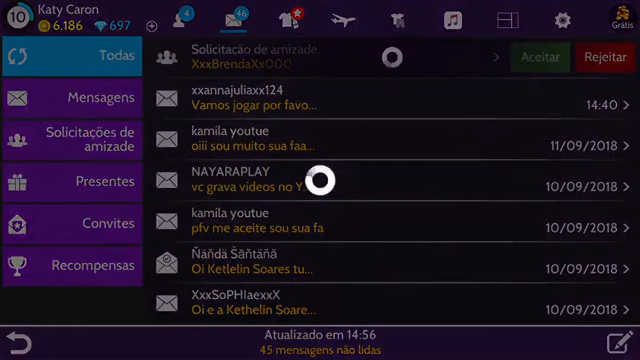 10 Katy Caron 6.186 697 4 46 Grátis
Todas
Mensagens
Solicitações de
amizade
Presentes
Convites
Recompensas
Solicitação de amizade
XxxBrendaXx000
Aceitar
Rejeitar
xxannajuliaxx124
Vamos jogar por favo...
14:40
kamila youtue
oiii sou muito sua faa...
11/09/2018
NAYARAPLAY
vc grava vídeos no Y...
10/09/2018
kamila youtue
pfv me aceite sou sua fa
10/09/2018
Ñäñdä Šāñtäñä
Oi Ketlelin Soares tu...
10/09/2018
XxxSoPHIaexxX
Oi e a Kethelin Soare...
10/09/2018
Atualizado em 14:56
45 mensagens não lidas